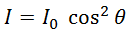 I = I₀ cos² θ